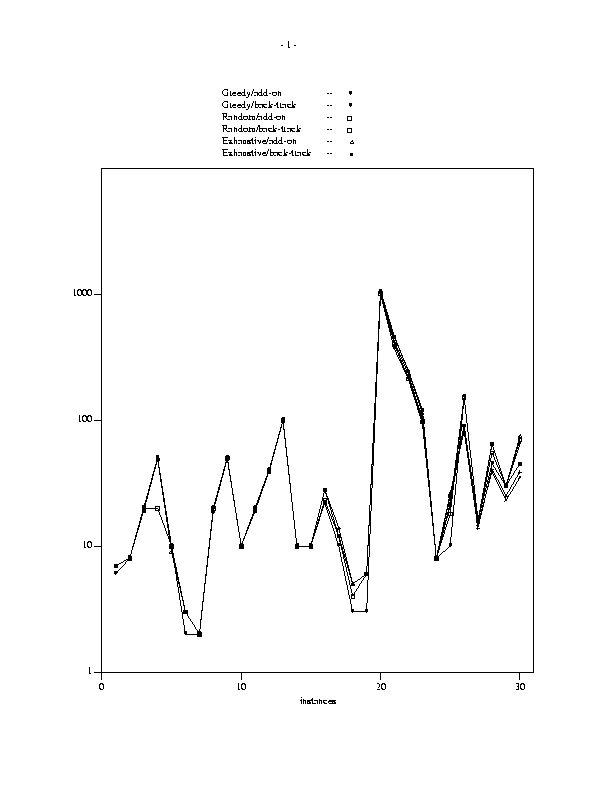 - 1 -
Greedy/add-on --
Greedy/back-track --
Random/add-on --
Random/back-track --
Exhaustive/add-on --
Exhaustive/back-track --
1000
100
10
1
0 10 20 30
instances